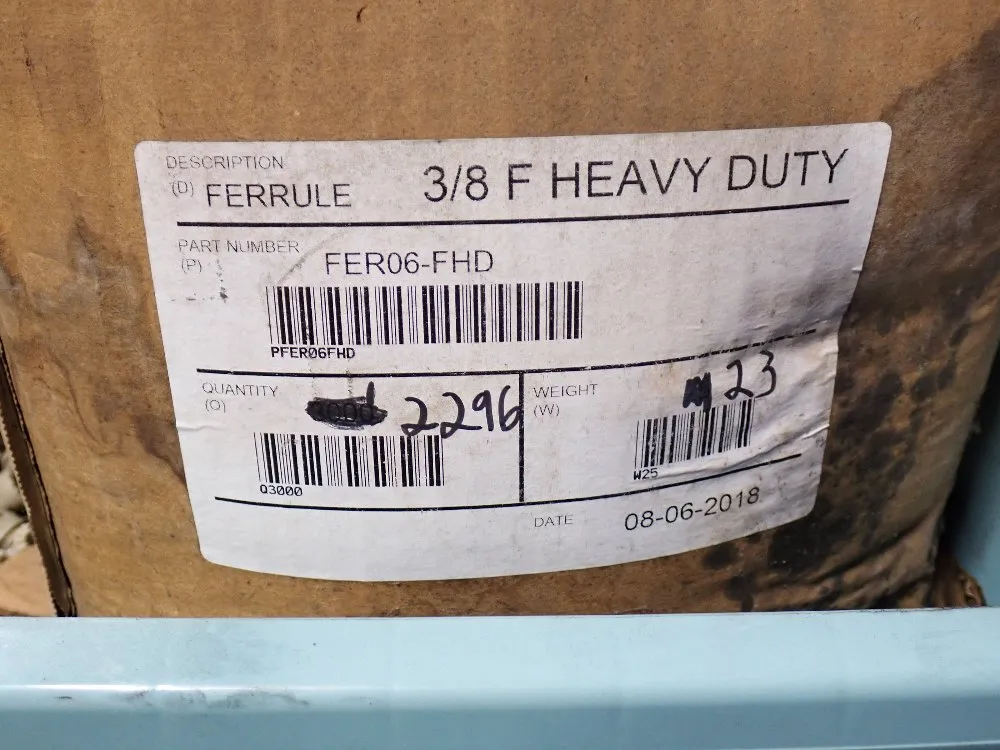 DESCRIPTION
(D) FERRULE 3/8 F HEAVY DUTY
PART NUMBER
(P) FER06-FHD
PFER06FHD
QUANTITY
(Q) 2296
Q3000
WEIGHT
(W) 23
W25
DATE 08-06-2018